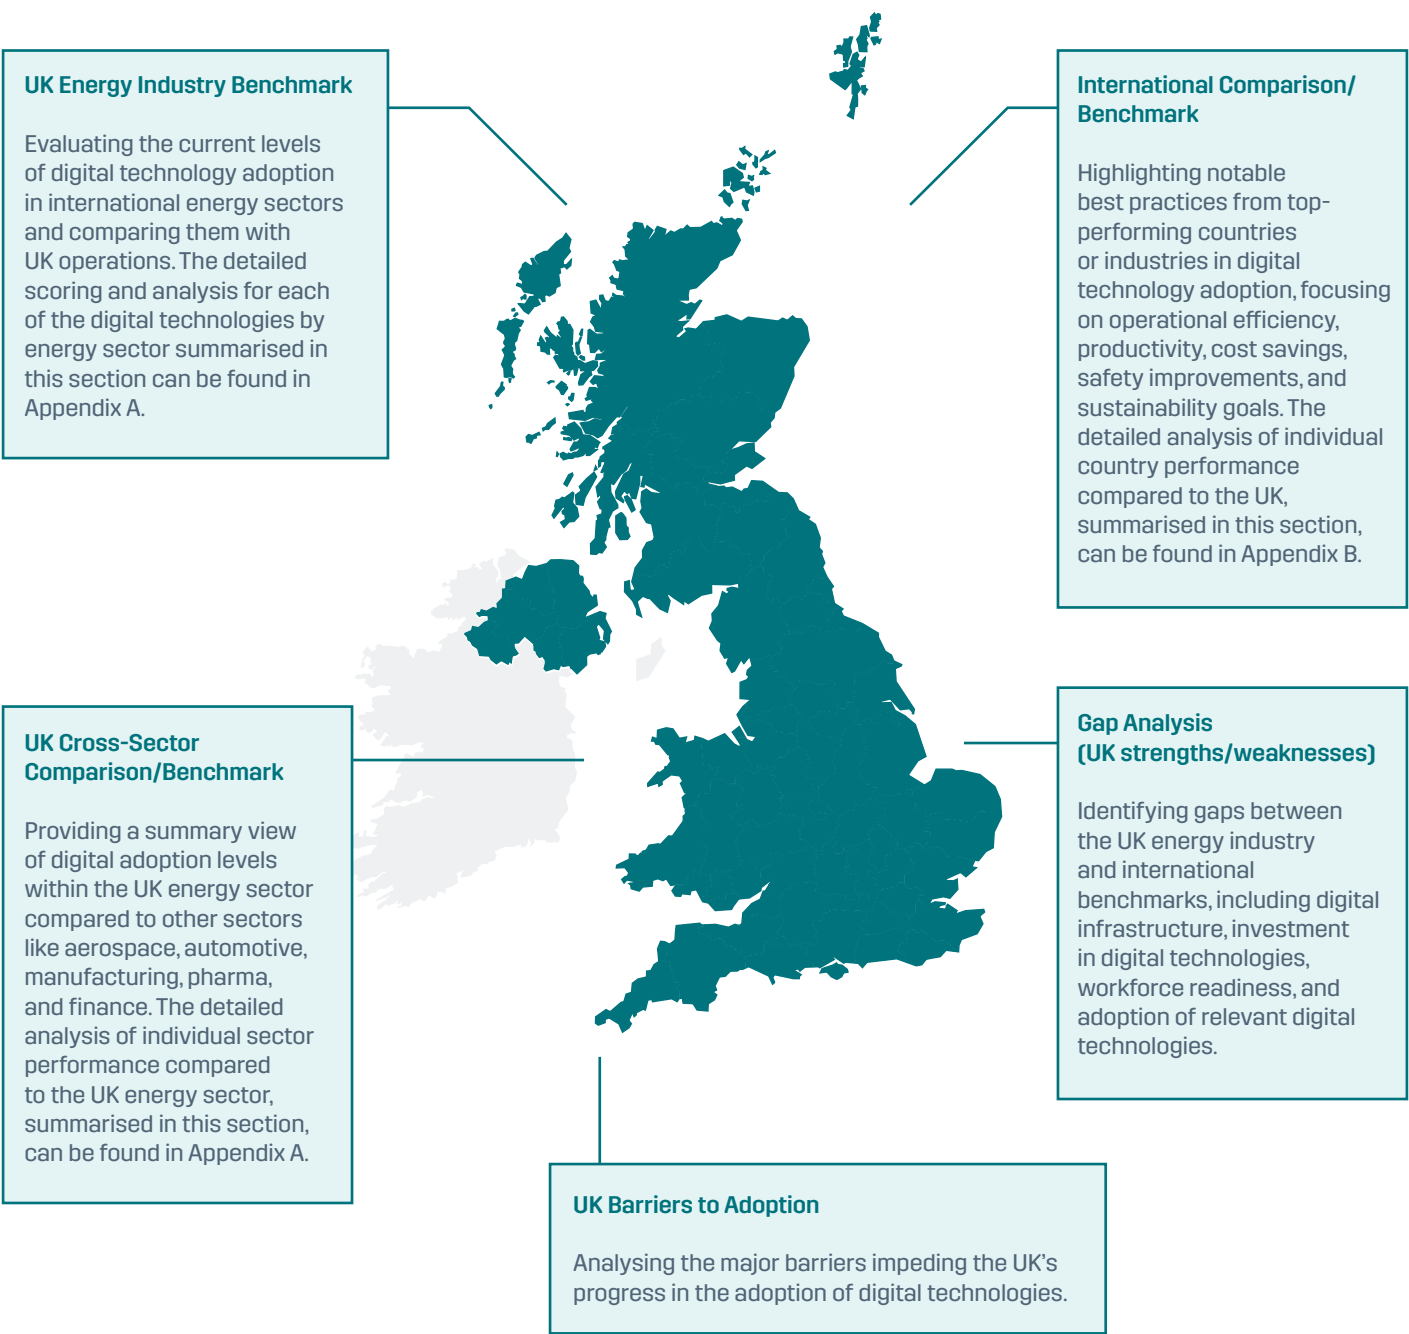 UK Energy Industry Benchmark
Evaluating the current levels
of digital technology adoption
in international energy sectors
and comparing them with
UK operations. The detailed
scoring and analysis for each
of the digital technologies by
energy sector summarised in
this section can be found in
Appendix A.
International Comparison/
Benchmark
Highlighting notable
best practices from top-
performing countries
or industries in digital
technology adoption, focusing
on operational efficiency,
productivity, cost savings,
safety improvements, and
sustainability goals. The
detailed analysis of individual
country performance
compared to the UK,
summarised in this section,
can be found in Appendix B.
UK Cross-Sector
Comparison/Benchmark
Providing a summary view
of digital adoption levels
within the UK energy sector
compared to other sectors
like aerospace, automotive,
manufacturing, pharma,
and finance. The detailed
analysis of individual sector
performance compared
to the UK energy sector,
summarised in this section,
can be found in Appendix A.
Gap Analysis
(UK strengths/weaknesses)
Identifying gaps between
the UK energy industry
and international
benchmarks, including digital
infrastructure, investment
in digital technologies,
workforce readiness, and
adoption of relevant digital
technologies.
UK Barriers to Adoption
Analysing the major barriers impeding the UK's
progress in the adoption of digital technologies.